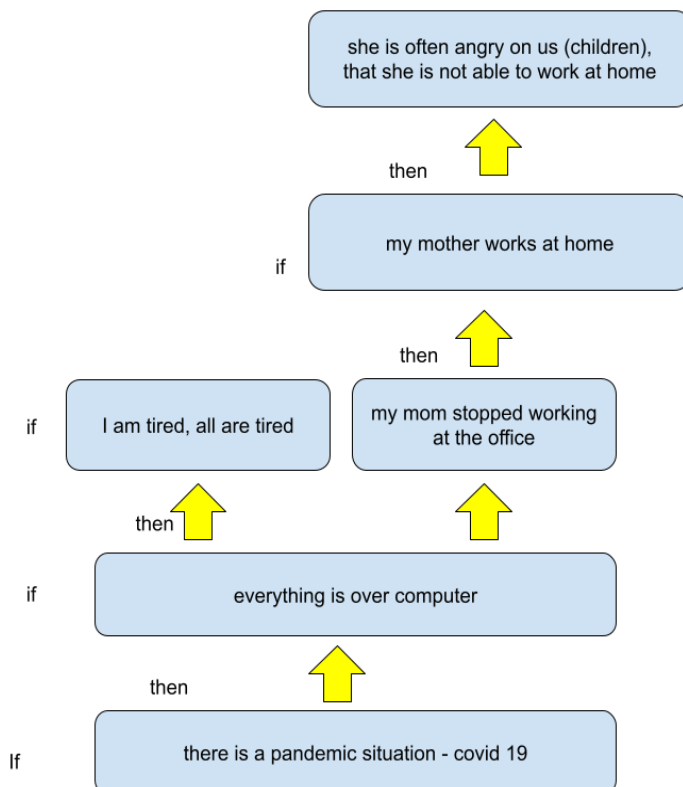 she is often angry on us (children),
that she is not able to work at home
then
my mother works at home
if
then
if
I am tired, all are tired
my mom stopped working
at the office
then
if
everything is over computer
then
there is a pandemic situation - covid 19
If